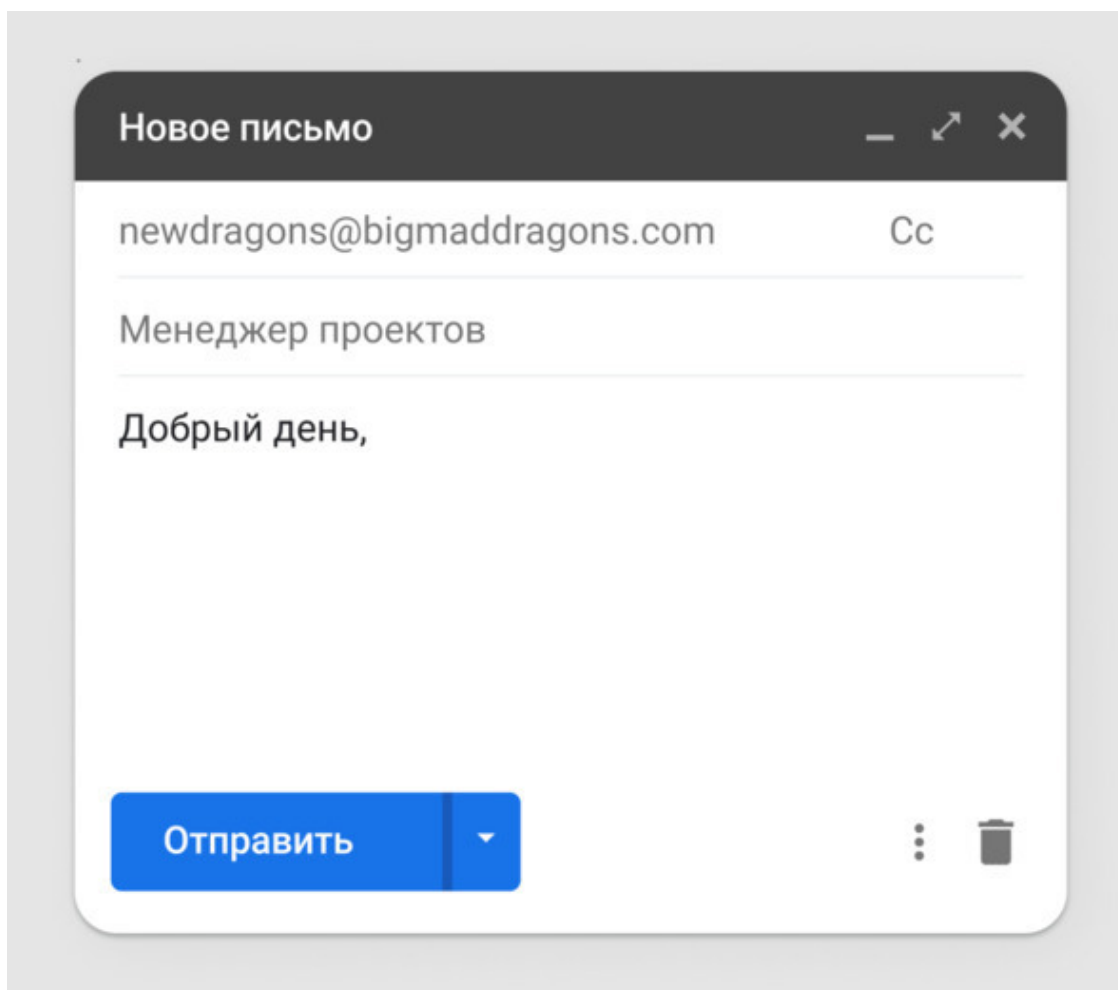 Новое письмо
newdragons@bigmaddragons.com Cc
Менеджер проектов
Добрый день,
Отправить